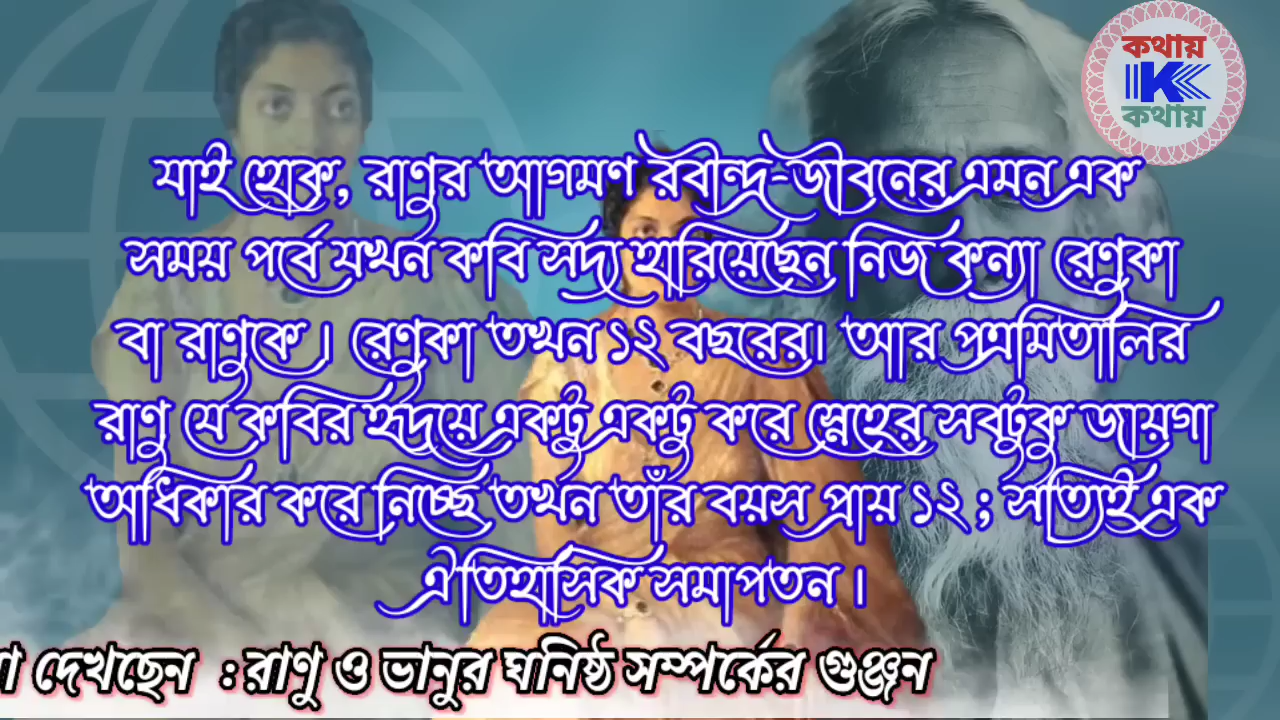 কথায়
K
কথায়
যাই হোক, রাণুর আগমণ রবীন্দ্র-জীবনের এমন এক
সময় পর্বে যখন কবি সদ্য হারিয়েছেন নিজ কন্যা রেণুকা
বা রাণুকে । রেণুকা তখন ১২ বছরের। আর পত্রমিতালির
রাণু যে কবির হৃদয়ে একটু একটু করে স্নেহের সবটুকু জায়গা
অধিকার করে নিচ্ছে তখন তাঁর বয়স প্রায় ১২ ; সত্যিই এক
ঐতিহাসিক সমাপতন ।
দেখছেন : রাণু ও ভানুর ঘনিষ্ঠ সম্পর্কের গুঞ্জন